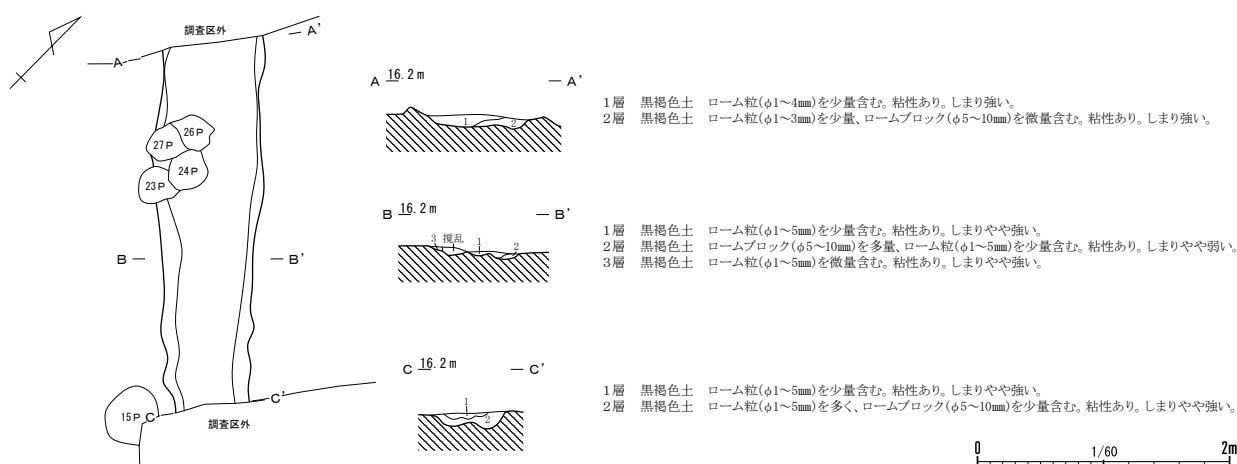 調査区外
A
A'
26P
27P
24P
23P
B
B'
15P
C
C'
調査区外
A 16.2m A'
1
2
1層 黒褐色土 ローム粒(φ1～4㎜)を少量含む。粘性あり。しまり強い。
2層 黒褐色土 ローム粒(φ1～3㎜)を少量、ロームブロック(φ5～10㎜)を微量含む。粘性あり。しまり強い。
B 16.2m B'
3 撹乱 1 2
1層 黒褐色土 ローム粒(φ1～5㎜)を少量含む。粘性あり。しまりやや強い。
2層 黒褐色土 ロームブロック(φ5～10㎜)を多量、ローム粒(φ1～5㎜)を少量含む。粘性あり。しまりやや弱い。
3層 黒褐色土 ローム粒(φ1～5㎜)を微量含む。粘性あり。しまりやや強い。
C 16.2m C'
1
2
1層 黒褐色土 ローム粒(φ1～5㎜)を少量含む。粘性あり。しまりやや強い。
2層 黒褐色土 ローム粒(φ1～5㎜)を多く、ロームブロック(φ5～10㎜)を少量含む。粘性あり。しまりやや強い。
0 1/60 2m